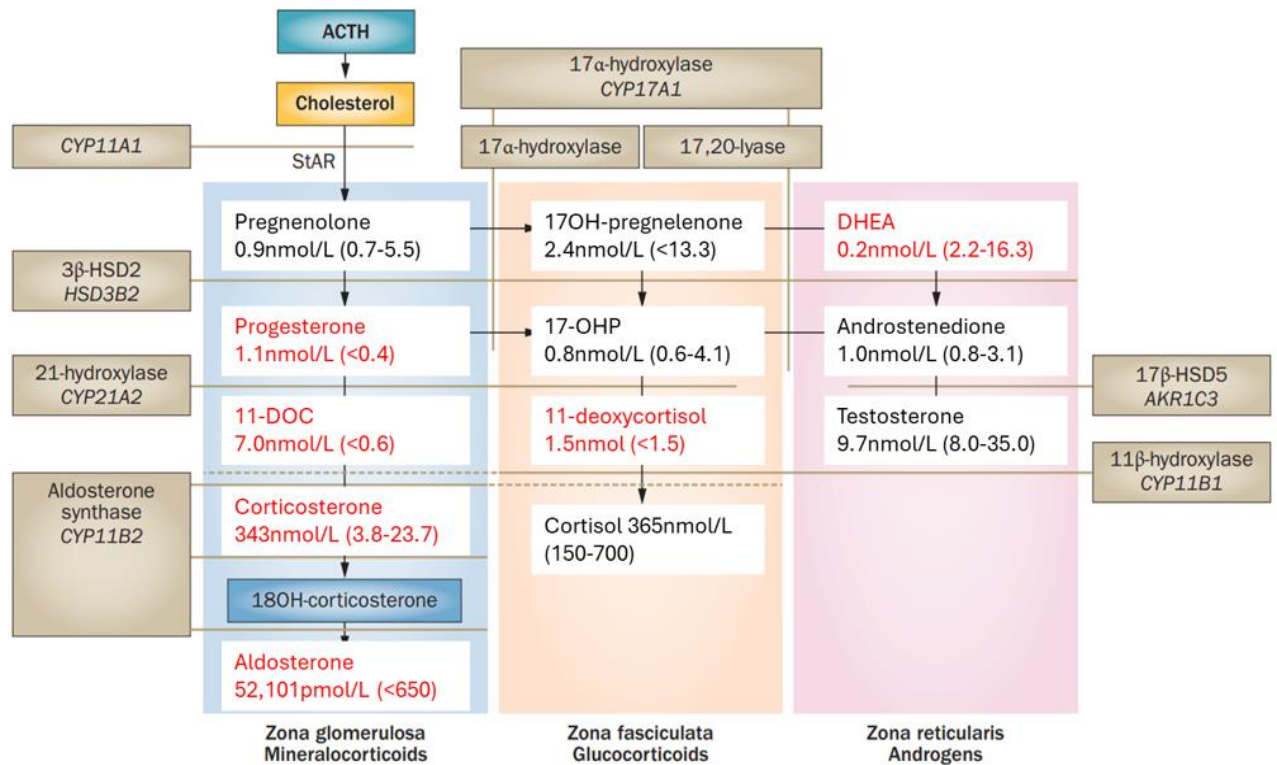 ACTH
Cholesterol
17α-hydroxylase
CYP17A1
CYP11A1
StAR
17α-hydroxylase
17,20-lyase
Pregnenolone
0.9nmol/L (0.7-5.5)
17OH-pregnelenone
2.4nmol/L (<13.3)
DHEA
0.2nmol/L (2.2-16.3)
3β-HSD2
HSD3B2
Progesterone
1.1nmol/L (<0.4)
17-OHP
0.8nmol/L (0.6-4.1)
Androstenedione
1.0nmol/L (0.8-3.1)
21-hydroxylase
CYP21A2
17β-HSD5
AKR1C3
11-DOC
7.0nmol/L (<0.6)
11-deoxycortisol
1.5nmol (<1.5)
Testosterone
9.7nmol/L (8.0-35.0)
11β-hydroxylase
CYP11B1
Aldosterone
synthase
CYP11B2
Corticosterone
343nmol/L (3.8-23.7)
Cortisol 365nmol/L
(150-700)
18OH-corticosterone
Aldosterone
52,101pmol/L (<650)
Zona glomerulosa
Mineralocorticoids
Zona fasciculata
Glucocorticoids
Zona reticularis
Androgens